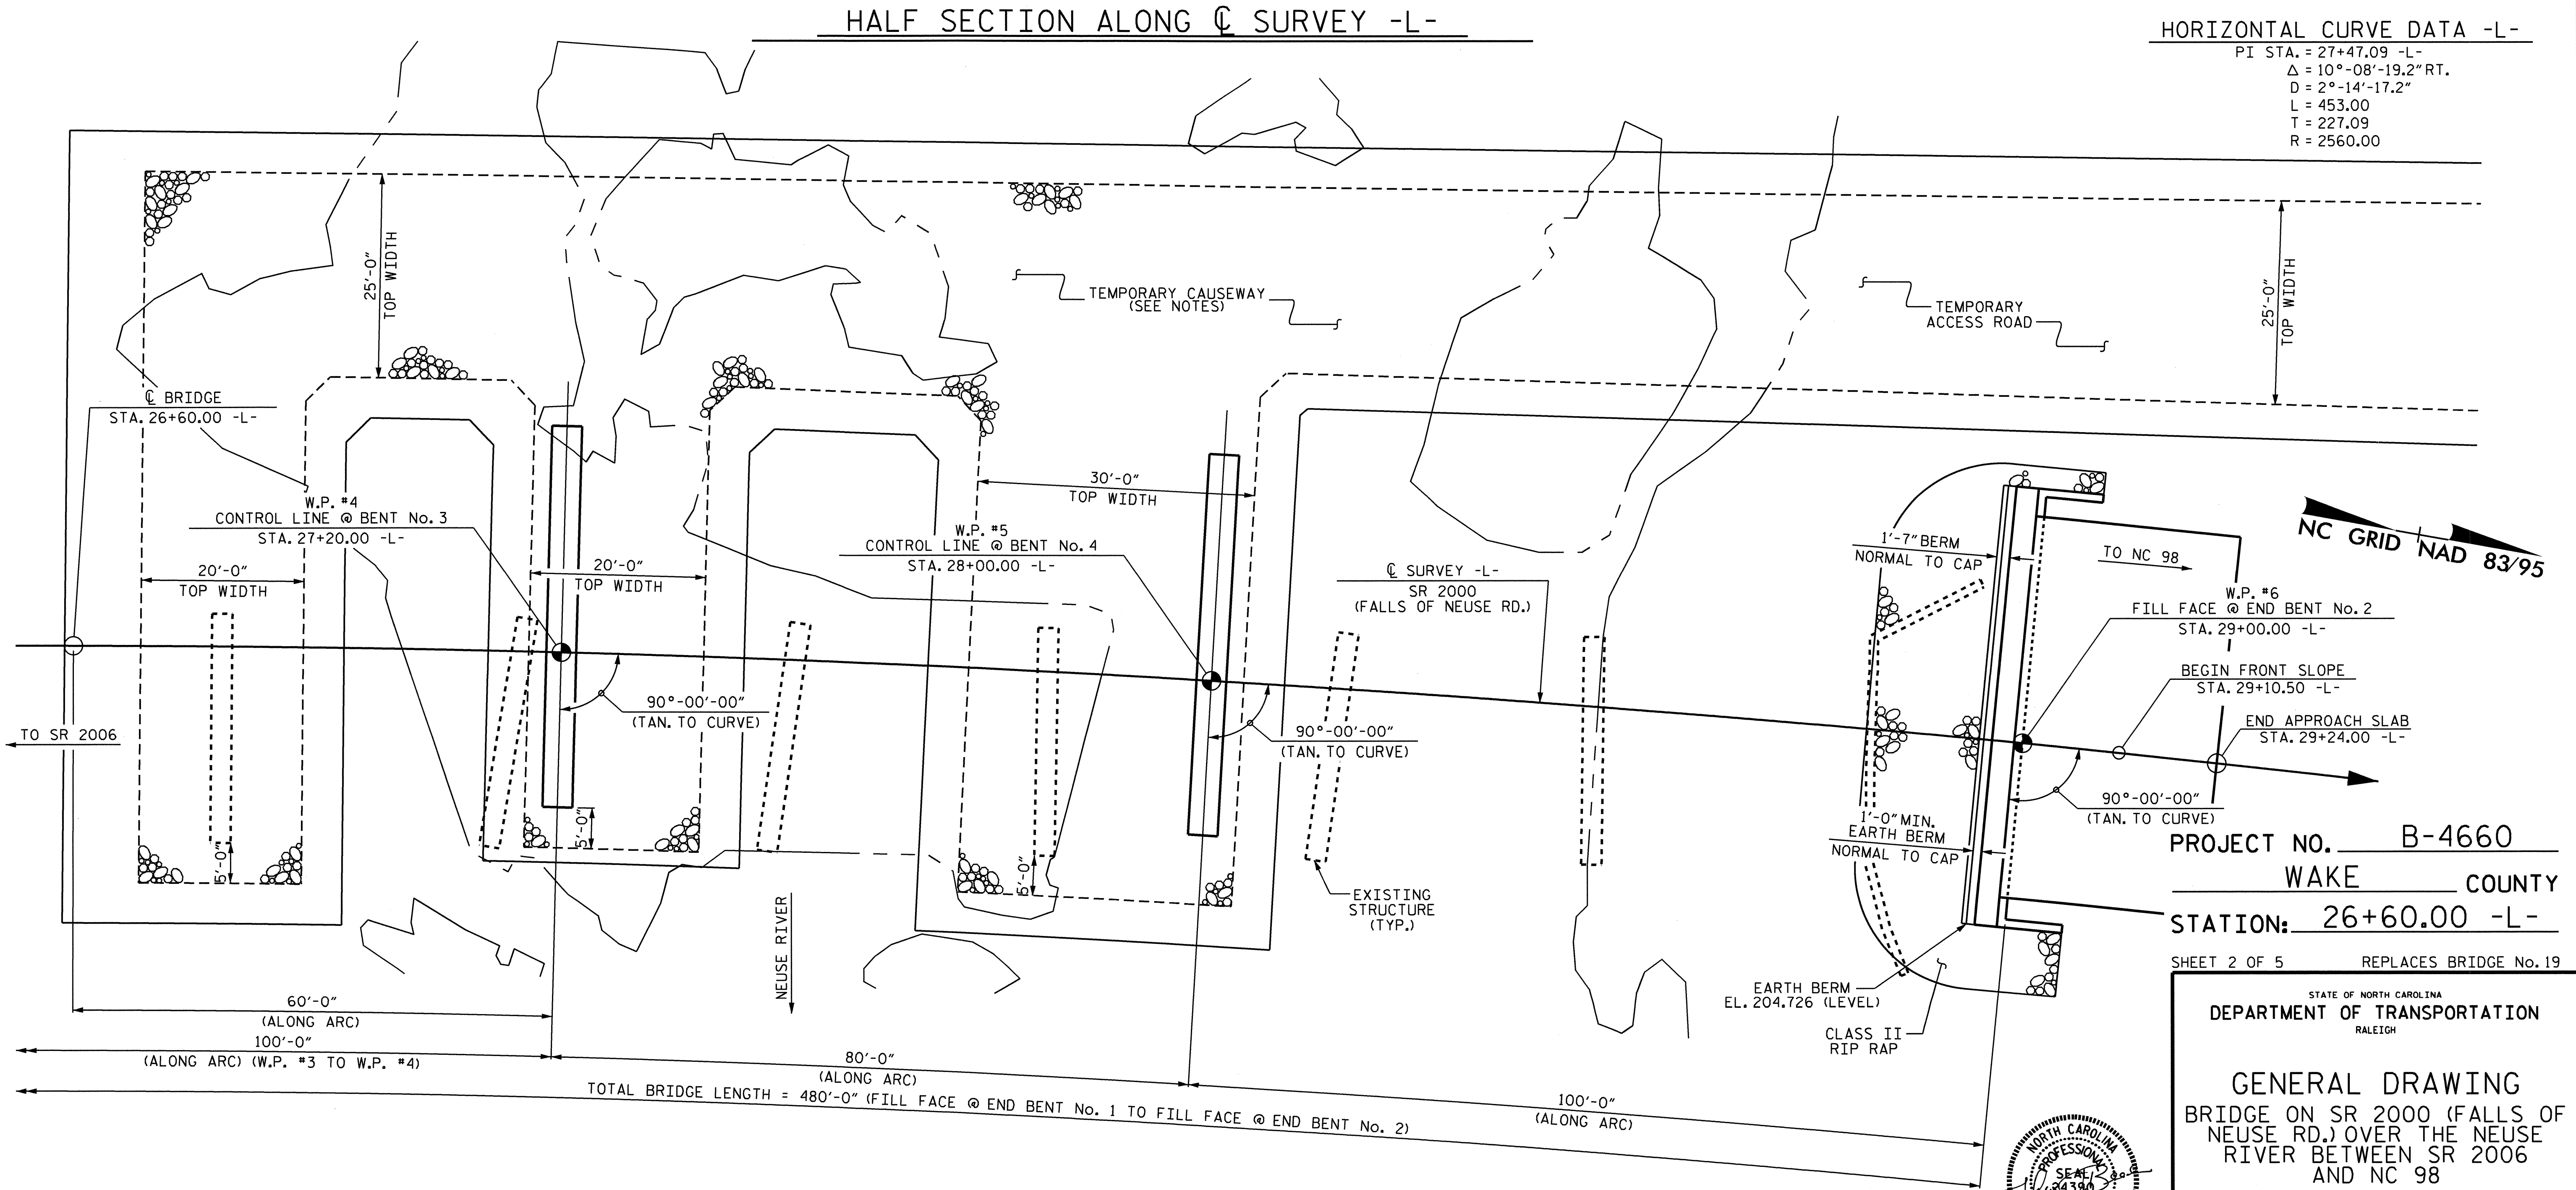 HALF SECTION ALONG ℄ SURVEY -L-
HORIZONTAL CURVE DATA -L-
PI STA. = 27+47.09 -L-
Δ = 10°-08'-19.2" RT.
D = 2°-14'-17.2"
L = 453.00
T = 227.09
R = 2560.00
25'-0"
TOP WIDTH
TEMPORARY CAUSEWAY
(SEE NOTES)
TEMPORARY
ACCESS ROAD
25'-0"
TOP WIDTH
℄ BRIDGE
STA. 26+60.00 -L-
W.P. #4
CONTROL LINE @ BENT No. 3
STA. 27+20.00 -L-
20'-0"
TOP WIDTH
20'-0"
TOP WIDTH
30'-0"
TOP WIDTH
W.P. #5
CONTROL LINE @ BENT No. 4
STA. 28+00.00 -L-
℄ SURVEY -L-
SR 2000
(FALLS OF NEUSE RD.)
1'-7" BERM
NORMAL TO CAP
TO NC 98
NC GRID NAD 83/95
W.P. #6
FILL FACE @ END BENT No. 2
STA. 29+00.00 -L-
BEGIN FRONT SLOPE
STA. 29+10.50 -L-
END APPROACH SLAB
STA. 29+24.00 -L-
TO SR 2006
90°-00'-00"
(TAN. TO CURVE)
90°-00'-00"
(TAN. TO CURVE)
90°-00'-00"
(TAN. TO CURVE)
1'-0" MIN.
EARTH BERM
NORMAL TO CAP
5'-0"
5'-0"
5'-0"
NEUSE RIVER
EXISTING
STRUCTURE
(TYP.)
EARTH BERM
EL. 204.726 (LEVEL)
CLASS II
RIP RAP
60'-0"
(ALONG ARC)
100'-0"
(ALONG ARC) (W.P. #3 TO W.P. #4)
80'-0"
(ALONG ARC)
100'-0"
(ALONG ARC)
TOTAL BRIDGE LENGTH = 480'-0" (FILL FACE @ END BENT No. 1 TO FILL FACE @ END BENT No. 2)
PROJECT NO. B-4660
WAKE COUNTY
STATION: 26+60.00 -L-
SHEET 2 OF 5 REPLACES BRIDGE No. 19
STATE OF NORTH CAROLINA
DEPARTMENT OF TRANSPORTATION
RALEIGH
GENERAL DRAWING
BRIDGE ON SR 2000 (FALLS OF
NEUSE RD.) OVER THE NEUSE
RIVER BETWEEN SR 2006
AND NC 98
NORTH CAROLINA
PROFESSIONAL
SEAL
24390